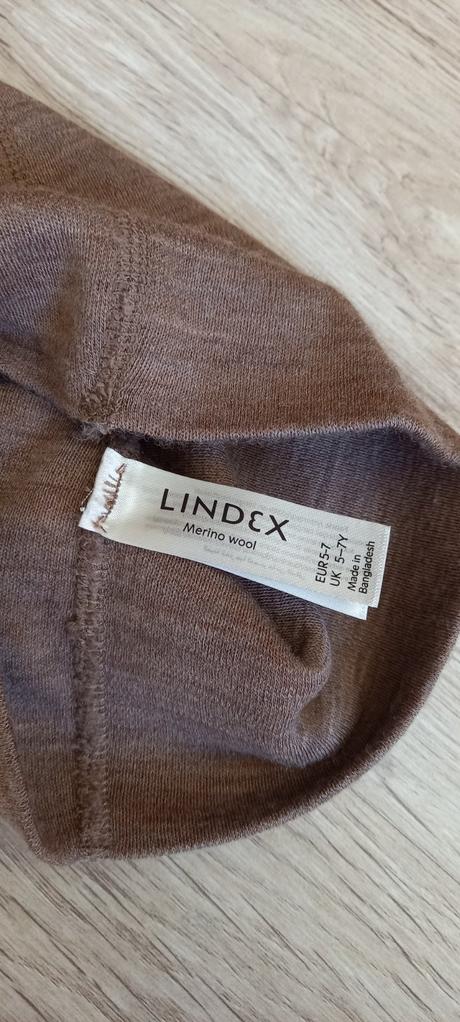 LINDEX
Merino wool
EUR 5-7
UK 5-7Y
Made in
Bangladesh